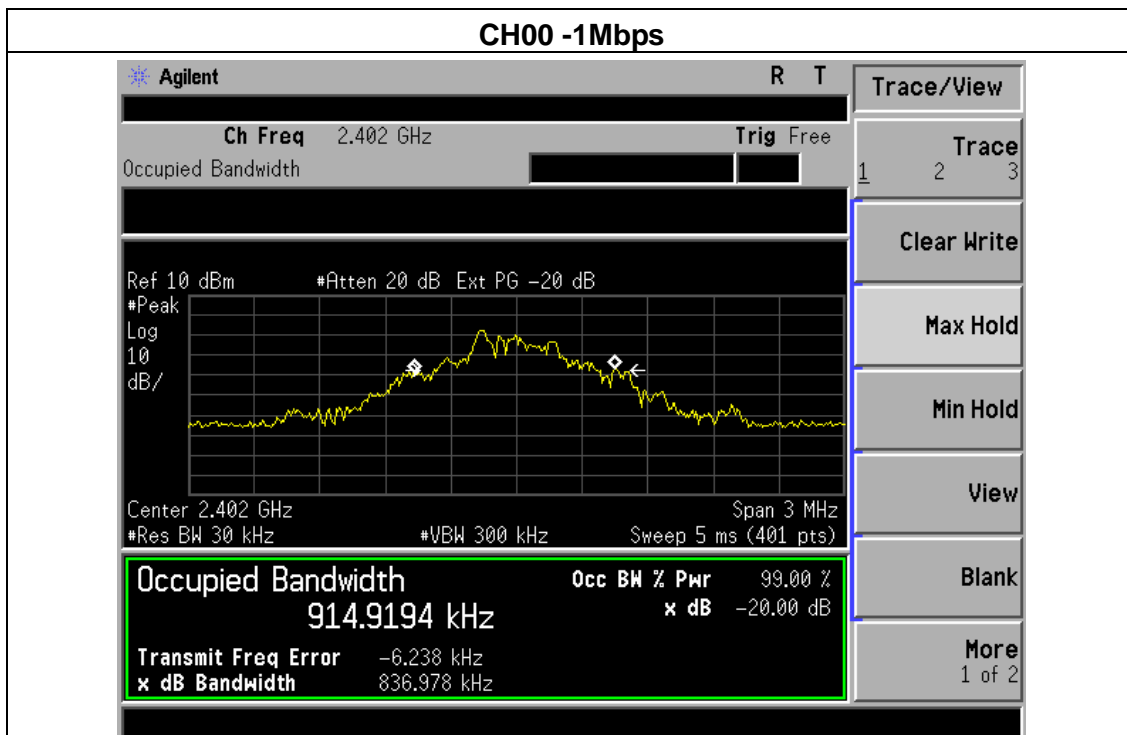 CH00 -1Mbps
Agilent R T
Trace/View
Ch Freq 2.402 GHz Trig Free
Occupied Bandwidth
Trace
1 2 3
Clear Write
Ref 10 dBm #Atten 20 dB Ext PG -20 dB
#Peak
Log
10
dB/
Max Hold
Min Hold
View
Center 2.402 GHz Span 3 MHz
#Res BW 30 kHz #VBW 300 kHz Sweep 5 ms (401 pts)
Occupied Bandwidth Occ BW % Pwr 99.00 %
914.9194 kHz x dB -20.00 dB
Blank
Transmit Freq Error -6.238 kHz
x dB Bandwidth 836.978 kHz
More
1 of 2